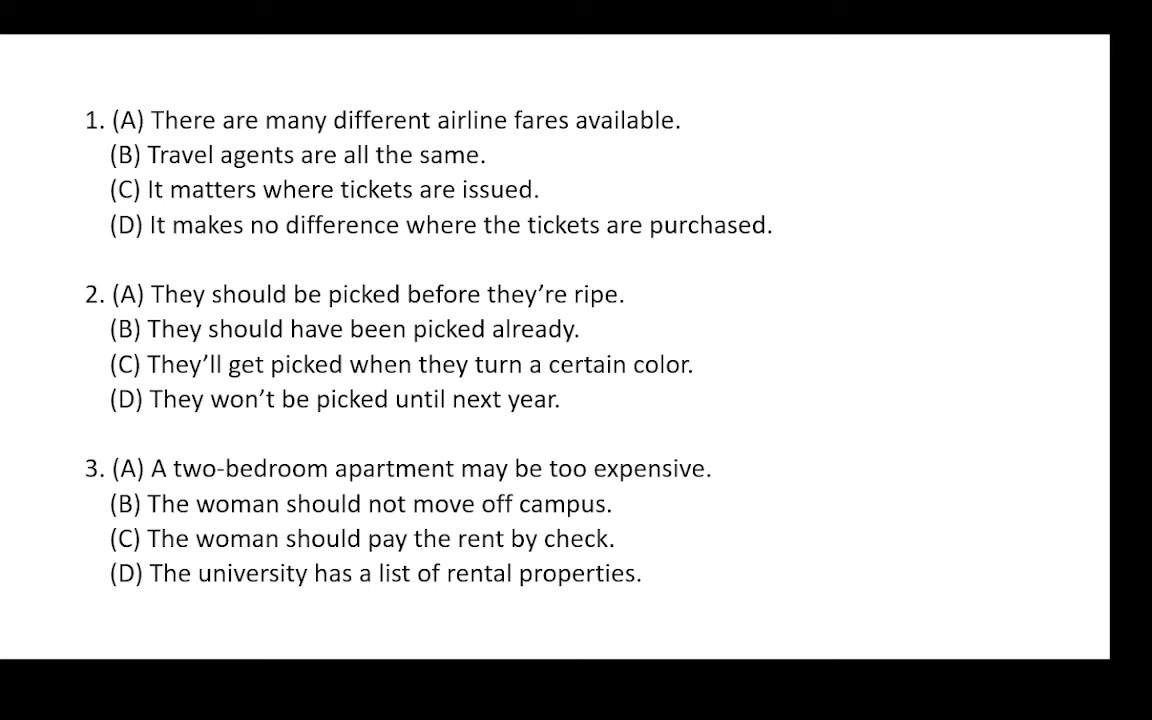 1. (A) There are many different airline fares available.
(B) Travel agents are all the same.
(C) It matters where tickets are issued.
(D) It makes no difference where the tickets are purchased.
2. (A) They should be picked before they’re ripe.
(B) They should have been picked already.
(C) They’ll get picked when they turn a certain color.
(D) They won’t be picked until next year.
3. (A) A two-bedroom apartment may be too expensive.
(B) The woman should not move off campus.
(C) The woman should pay the rent by check.
(D) The university has a list of rental properties.